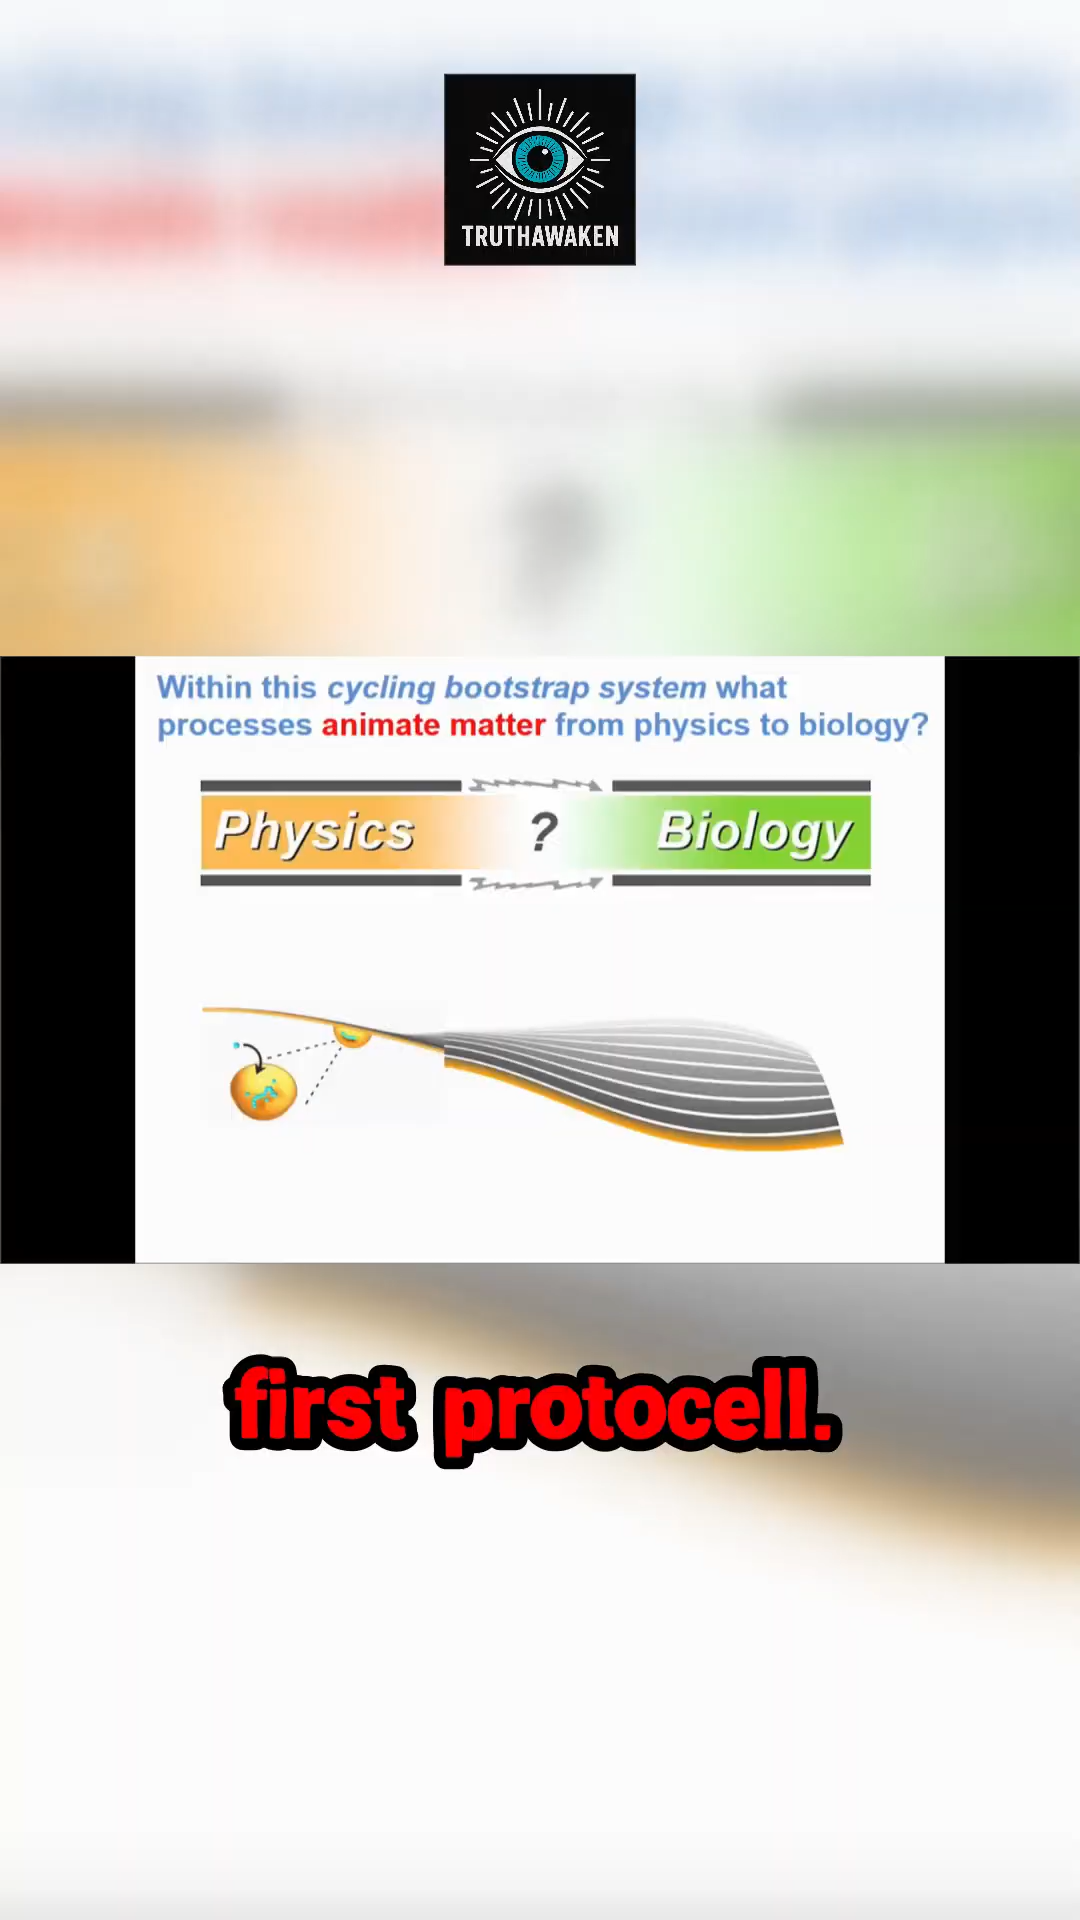 TRUTHAWAKEN
Within this cycling bootstrap system what
processes animate matter from physics to biology?
Physics ? Biology
first protocell.